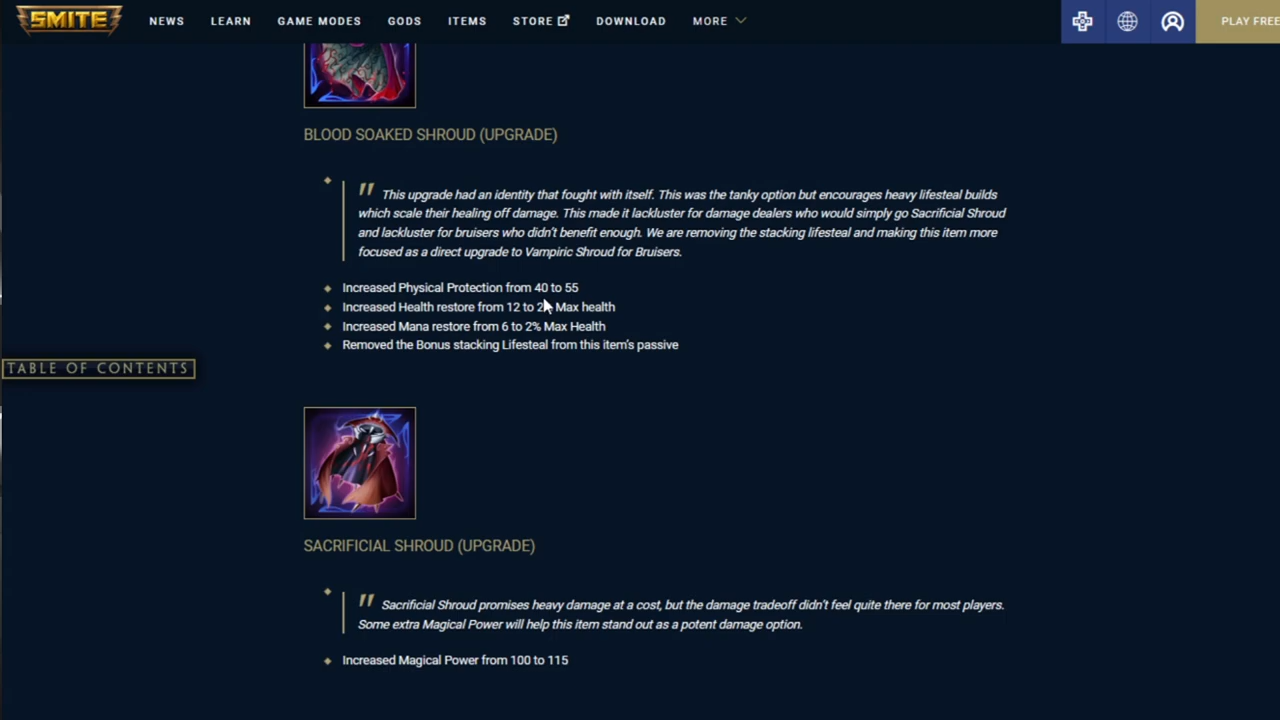 SMITE NEWS LEARN GAME MODES GODS ITEMS STORE DOWNLOAD MORE PLAY FREE
BLOOD SOAKED SHROUD (UPGRADE)
" This upgrade had an identity that fought with itself. This was the tanky option but encourages heavy lifesteal builds
which scale their healing off damage. This made it lackluster for damage dealers who would simply go Sacrificial Shroud
and lackluster for bruisers who didn't benefit enough. We are removing the stacking lifesteal and making this item more
focused as a direct upgrade to Vampiric Shroud for Bruisers.
Increased Physical Protection from 40 to 55
Increased Health restore from 12 to Max health
Increased Mana restore from 6 to 2% Max Health
Removed the Bonus stacking Lifesteal from this item's passive
TABLE OF CONTENTS
SACRIFICIAL SHROUD (UPGRADE)
" Sacrificial Shroud promises heavy damage at a cost, but the damage tradeoff didn't feel quite there for most players.
Some extra Magical Power will help this item stand out as a potent damage option.
Increased Magical Power from 100 to 115